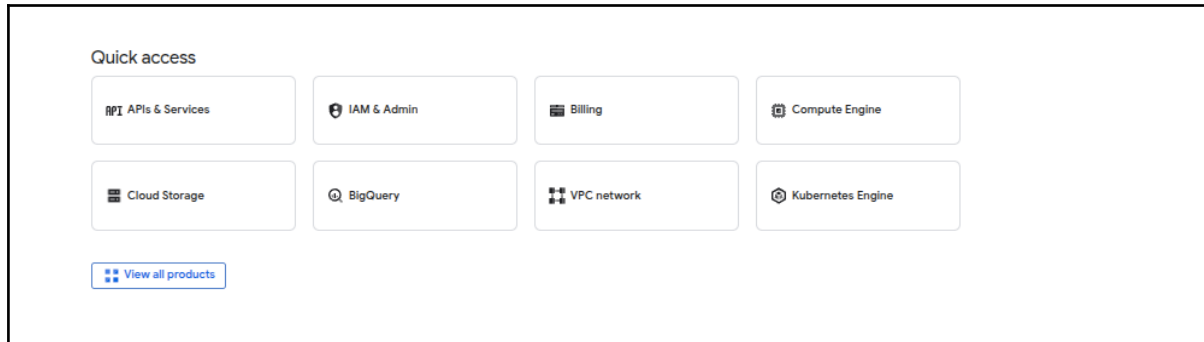 Quick access
API APIs & Services
IAM & Admin
Billing
Compute Engine
Cloud Storage
BigQuery
VPC network
Kubernetes Engine
View all products